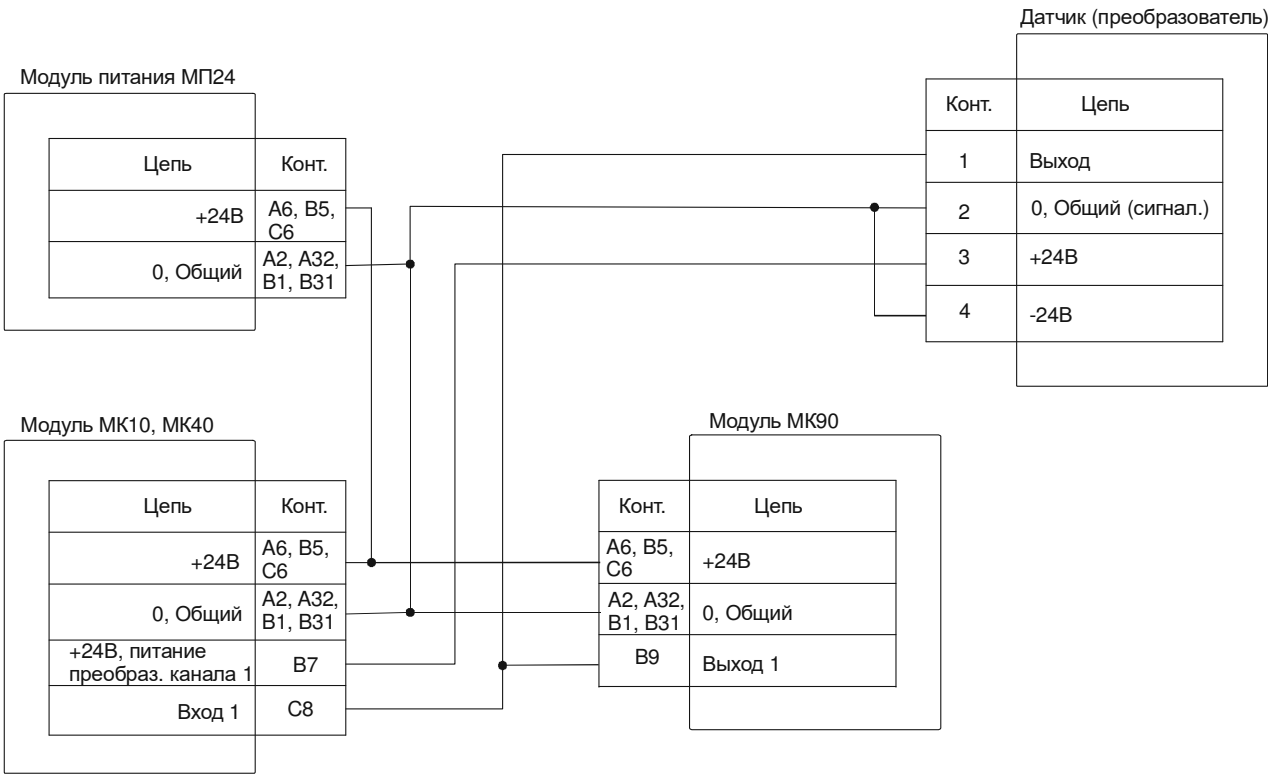 Датчик (преобразователь)
Конт.
Цепь
1
Выход
2
0, Общий (сигнал.)
3
+24В
4
-24В
Модуль питания МП24
Цепь
Конт.
+24В
А6, В5,
С6
0, Общий
А2, А32,
В1, В31
Модуль МК10, МК40
Цепь
Конт.
+24В
А6, В5,
С6
0, Общий
А2, А32,
В1, В31
+24В, питание
преобраз. канала 1
В7
Вход 1
С8
Модуль МК90
Конт.
Цепь
А6, В5,
С6
+24В
А2, А32,
В1, В31
0, Общий
В9
Выход 1